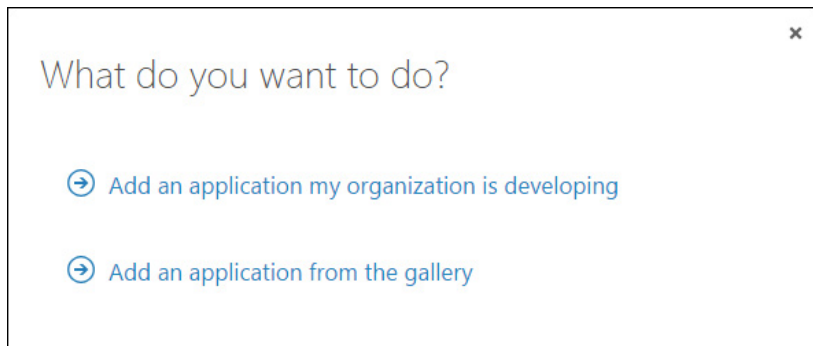 What do you want to do?
Add an application my organization is developing
Add an application from the gallery